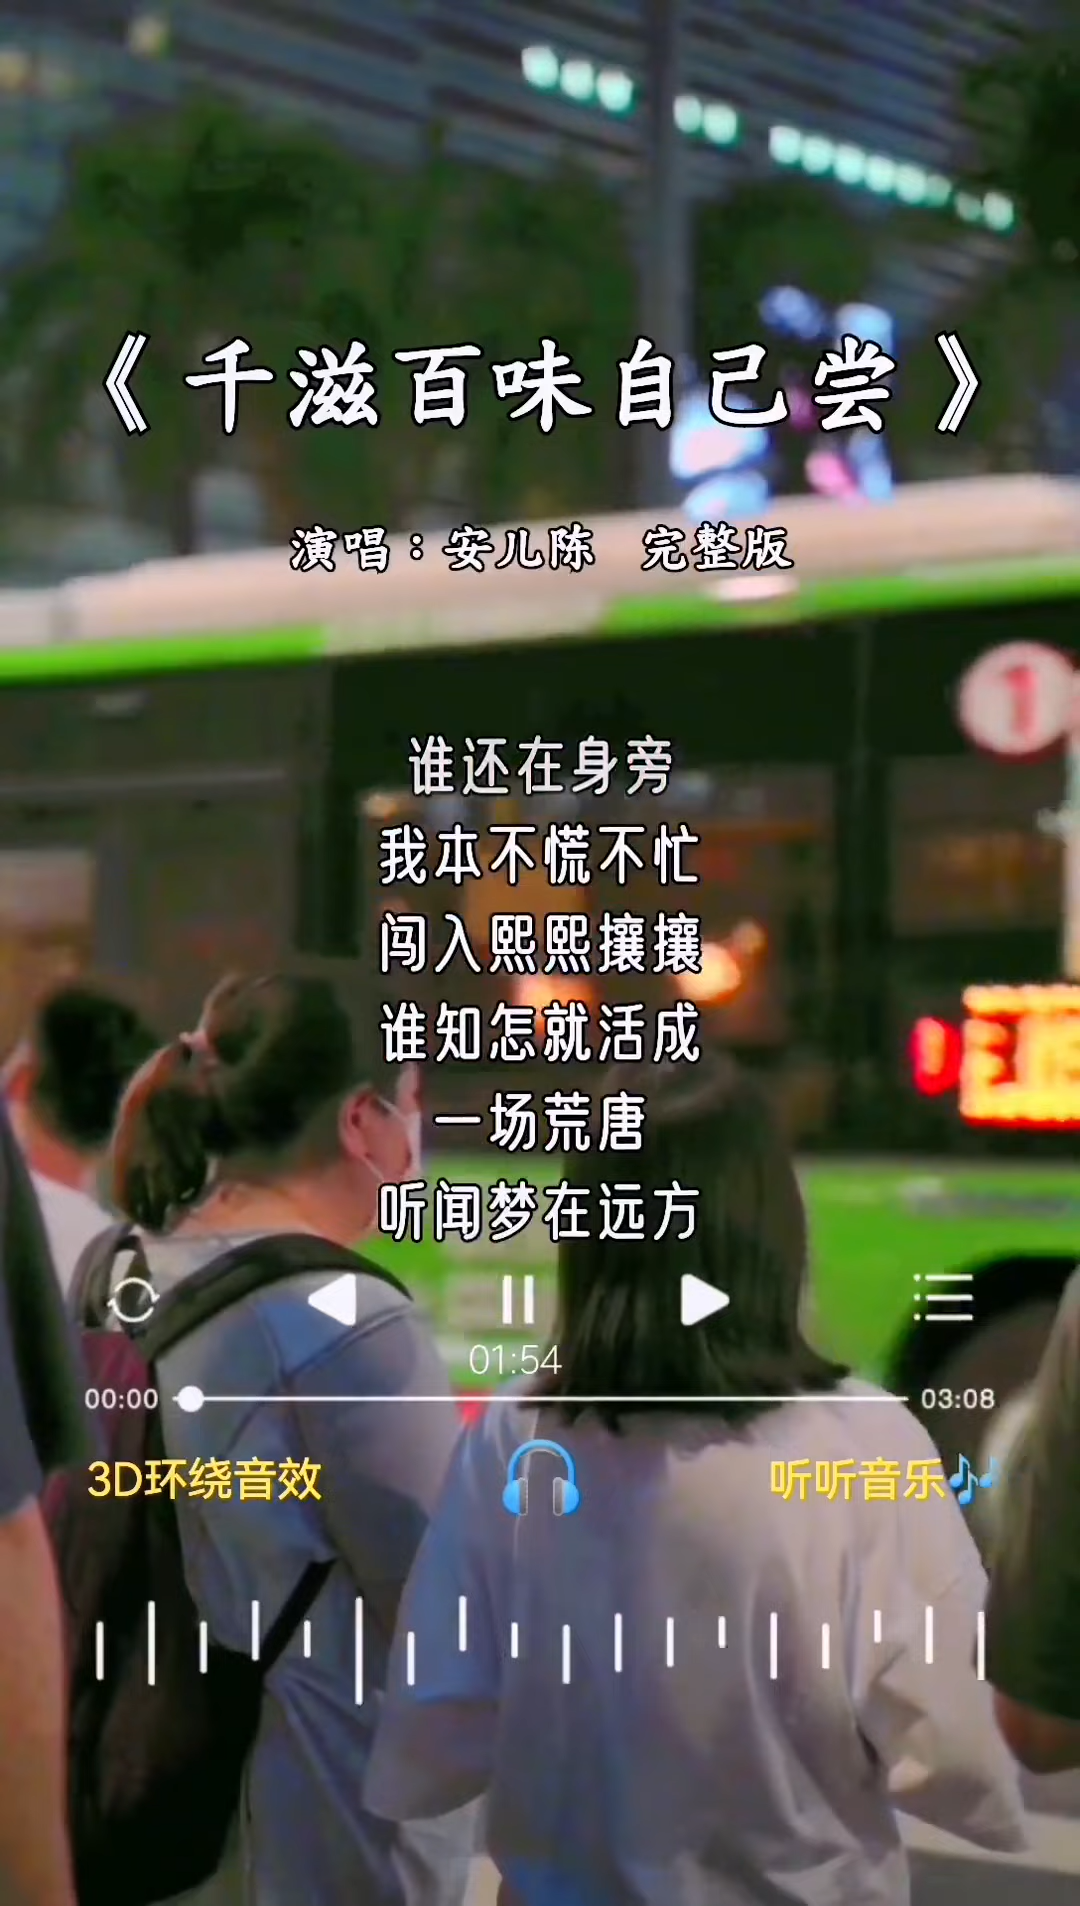 《千滋百味自己尝》
演唱：安儿陈 完整版
谁还在身旁
我本不慌不忙
闯入熙熙攘攘
谁知怎就活成
一场荒唐
听闻梦在远方
01:54
00:00 03:08
3D环绕音效 听听音乐